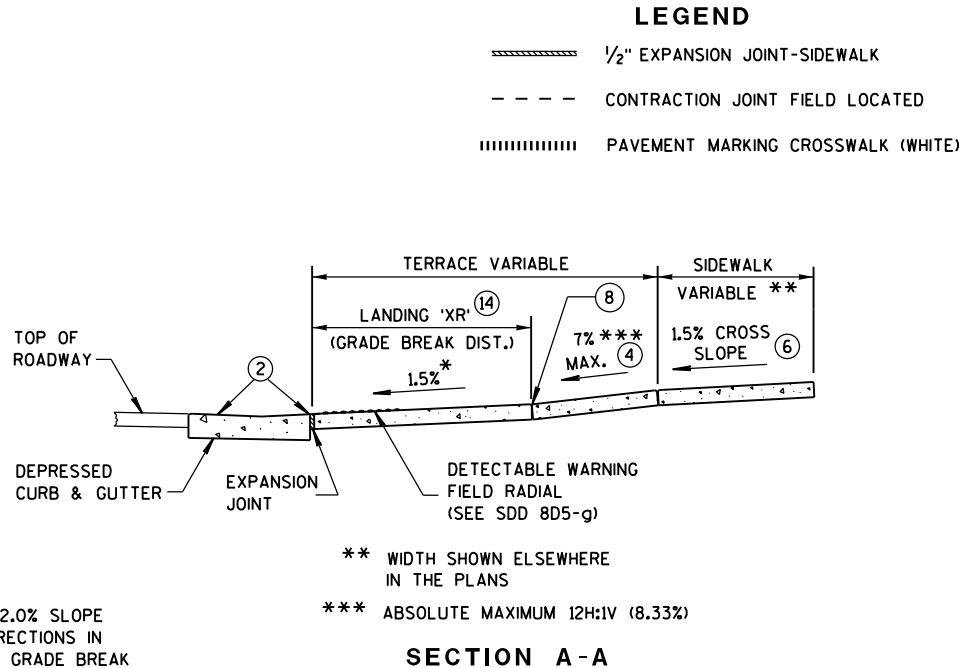 LEGEND
1/2" EXPANSION JOINT-SIDEWALK
CONTRACTION JOINT FIELD LOCATED
PAVEMENT MARKING CROSSWALK (WHITE)
TERRACE VARIABLE
SIDEWALK
VARIABLE **
LANDING 'XR' 14
(GRADE BREAK DIST.)
1.5%*
8
7% ***
MAX. 4
1.5% CROSS
SLOPE 6
TOP OF
ROADWAY
2
DEPRESSED
CURB & GUTTER
EXPANSION
JOINT
DETECTABLE WARNING
FIELD RADIAL
(SEE SDD 8D5-g)
** WIDTH SHOWN ELSEWHERE
IN THE PLANS
*** ABSOLUTE MAXIMUM 12H:1V (8.33%)
2.0% SLOPE
RECTIONS IN
GRADE BREAK
SECTION A-A